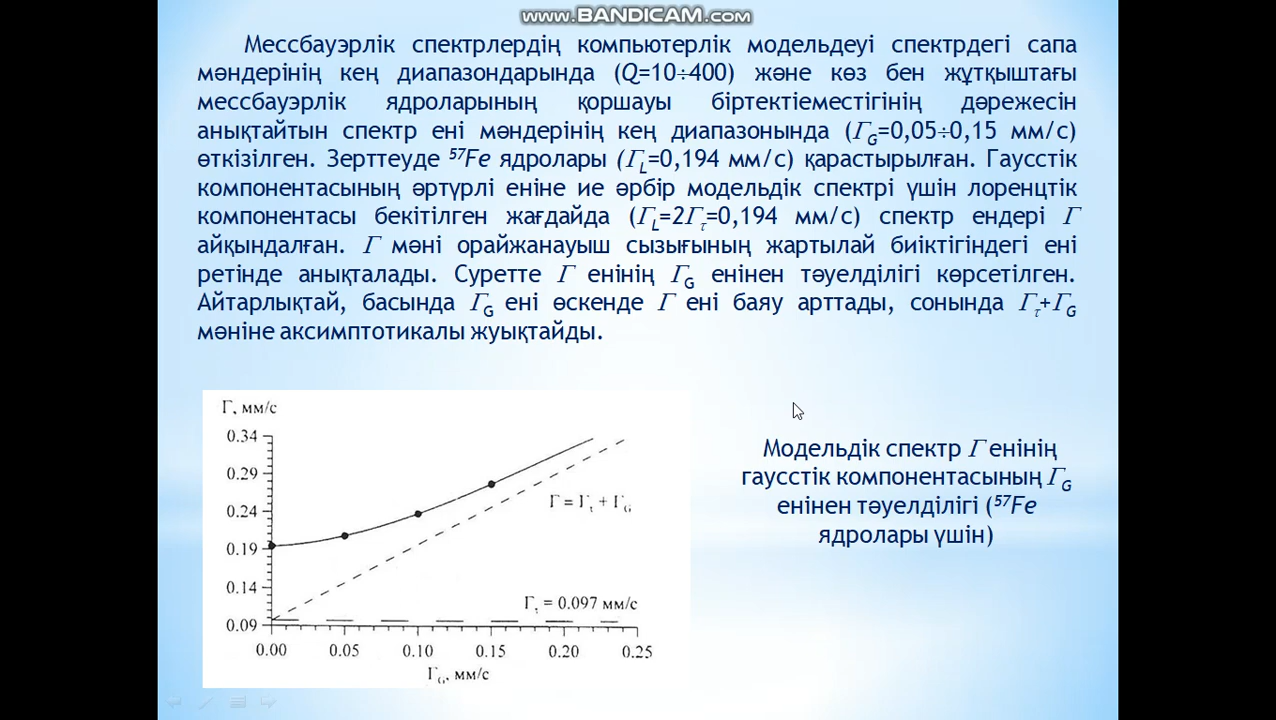 www.BANDICAM.com
Мессбауэрлік спектрлердің компьютерлік модельдеуі спектрдегі сапа
мәндерінің кең диапазондарында (Q=10÷400) және көз бен жұтқыштағы
мессбауэрлік ядроларының қоршауы біртектіеместігінің дәрежесін
анықтайтын спектр ені мәндерінің кең диапазонында (ΓG=0,05÷0,15 мм/с)
өткізілген. Зерттеуде ⁵⁷Fe ядролары (ΓL=0,194 мм/с) қарастырылған. Гаусстік
компонентасының әртүрлі еніне ие әрбір модельдік спектрі үшін лоренцтік
компонентасы бекітілген жағдайда (ΓL=2Γτ=0,194 мм/с) спектр ендері Γ
айқындалған. Γ мәні орайжанауыш сызығының жартылай биіктігіндегі ені
ретінде анықталады. Суретте Γ енінің ΓG енінен тәуелділігі көрсетілген.
Айтарлықтай, басында ΓG ені өскенде Γ ені баяу арттады, сонында Γτ+ΓG
мәніне аксимптотикалы жуықтайды.
Γ, мм/с
0.34
0.29
0.24
0.19
0.14
0.09
Γ = Γτ + ΓG
Γτ = 0.097 мм/с
0.00 0.05 0.10 0.15 0.20 0.25
ΓG, мм/с
Модельдік спектр Γ енінің
гаусстік компонентасының ΓG
енінен тәуелділігі (⁵⁷Fe
ядролары үшін)